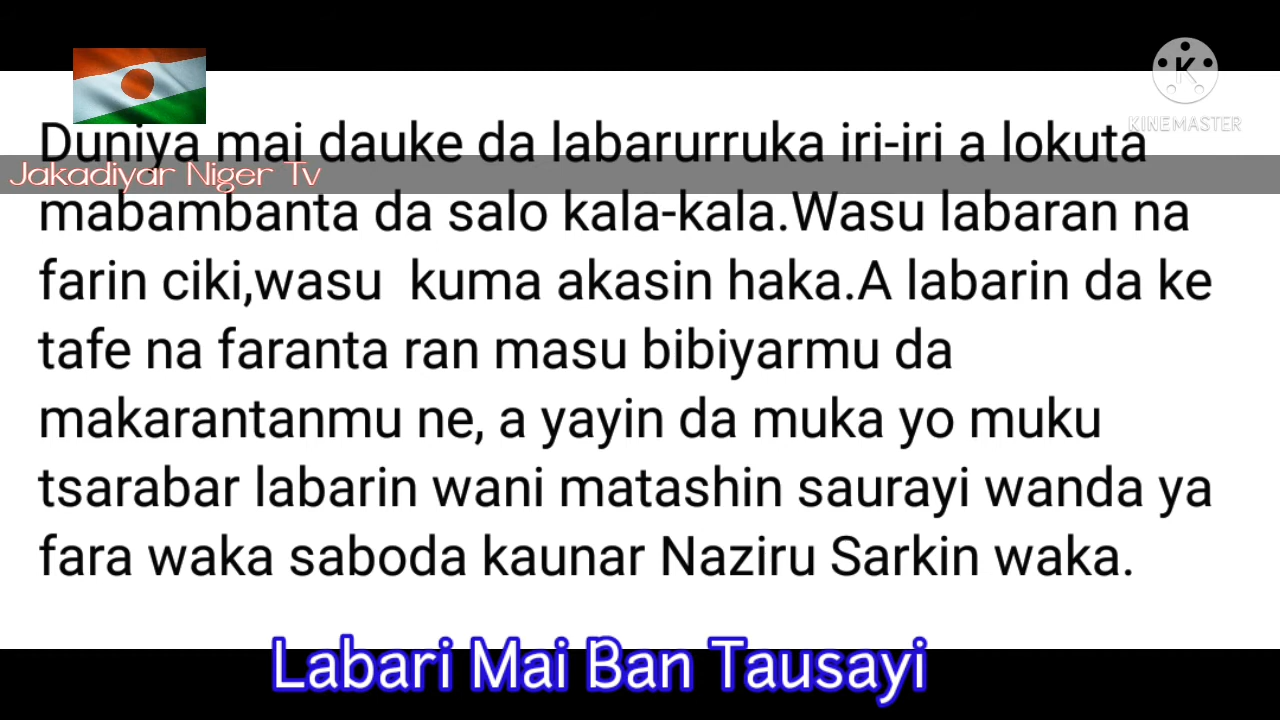 KINEMASTER
Duniya mai dauke da labarurruka iri-iri a lokuta
Jakadiyar Niger Tv
mabambanta da salo kala-kala.Wasu labaran na
farin ciki,wasu kuma akasin haka.A labarin da ke
tafe na faranta ran masu bibiyarmu da
makarantanmu ne, a yayin da muka yo muku
tsarabar labarin wani matashin saurayi wanda ya
fara waka saboda kaunar Naziru Sarkin waka.
Labari Mai Ban Tausayi